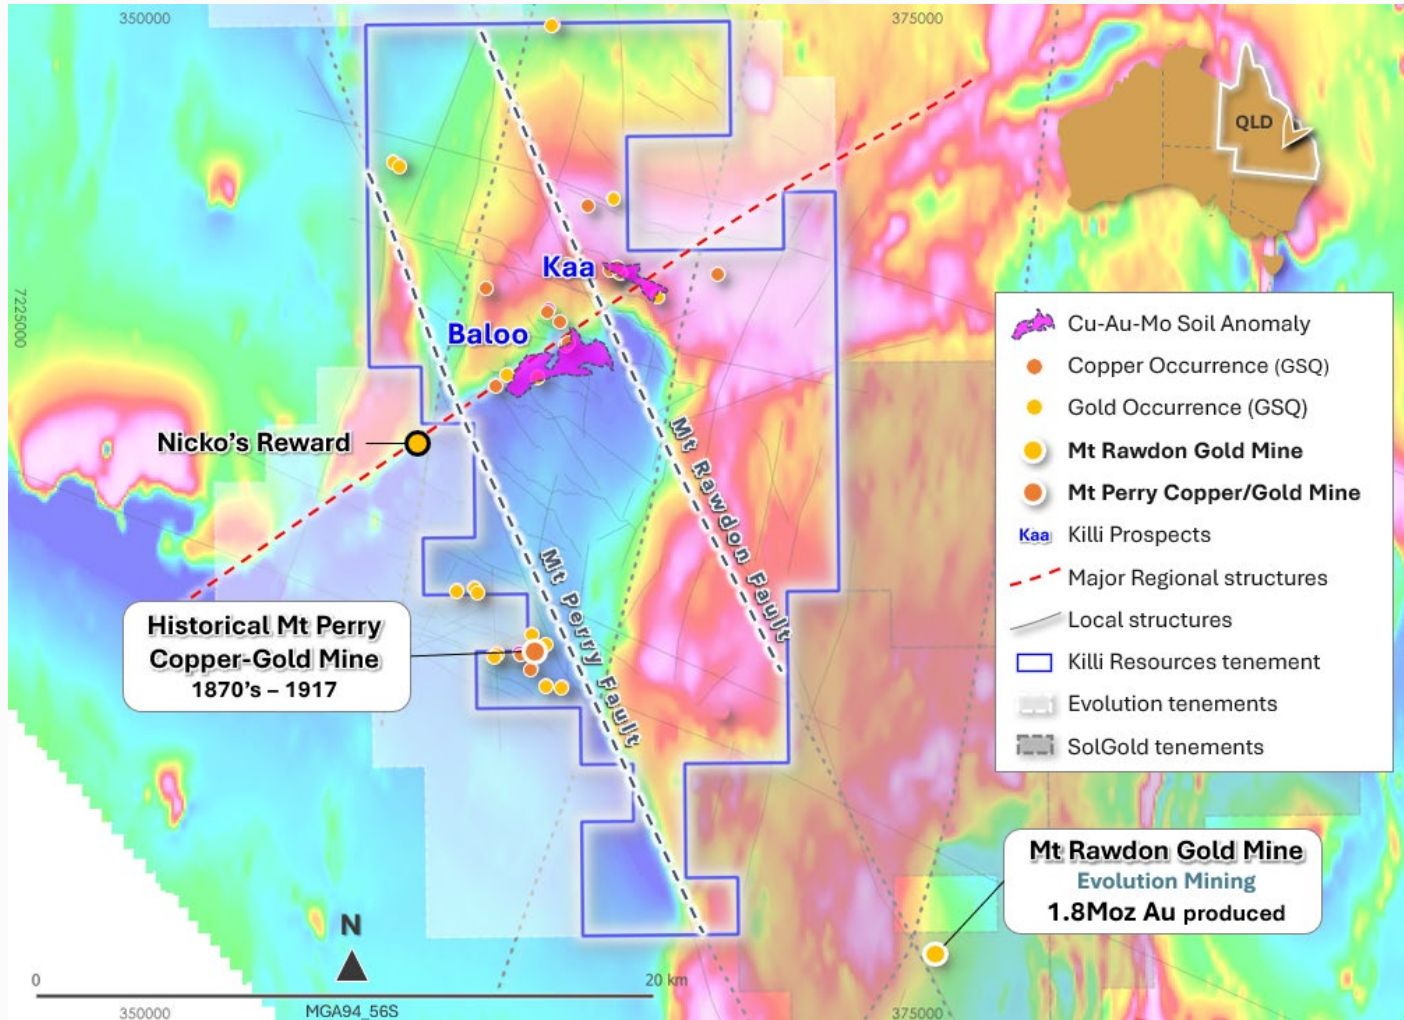 350000
375000
QLD
7225000
Kaa
Baloo
Nicko's Reward
Mt Rawdon Fault
Mt Perry Fault
Historical Mt Perry
Copper-Gold Mine
1870's – 1917
Cu-Au-Mo Soil Anomaly
Copper Occurrence (GSQ)
Gold Occurrence (GSQ)
Mt Rawdon Gold Mine
Mt Perry Copper/Gold Mine
Kaa Killi Prospects
Major Regional structures
Local structures
Killi Resources tenement
Evolution tenements
SolGold tenements
Mt Rawdon Gold Mine
Evolution Mining
1.8Moz Au produced
N
0
20 km
350000
MGA94_56S
375000